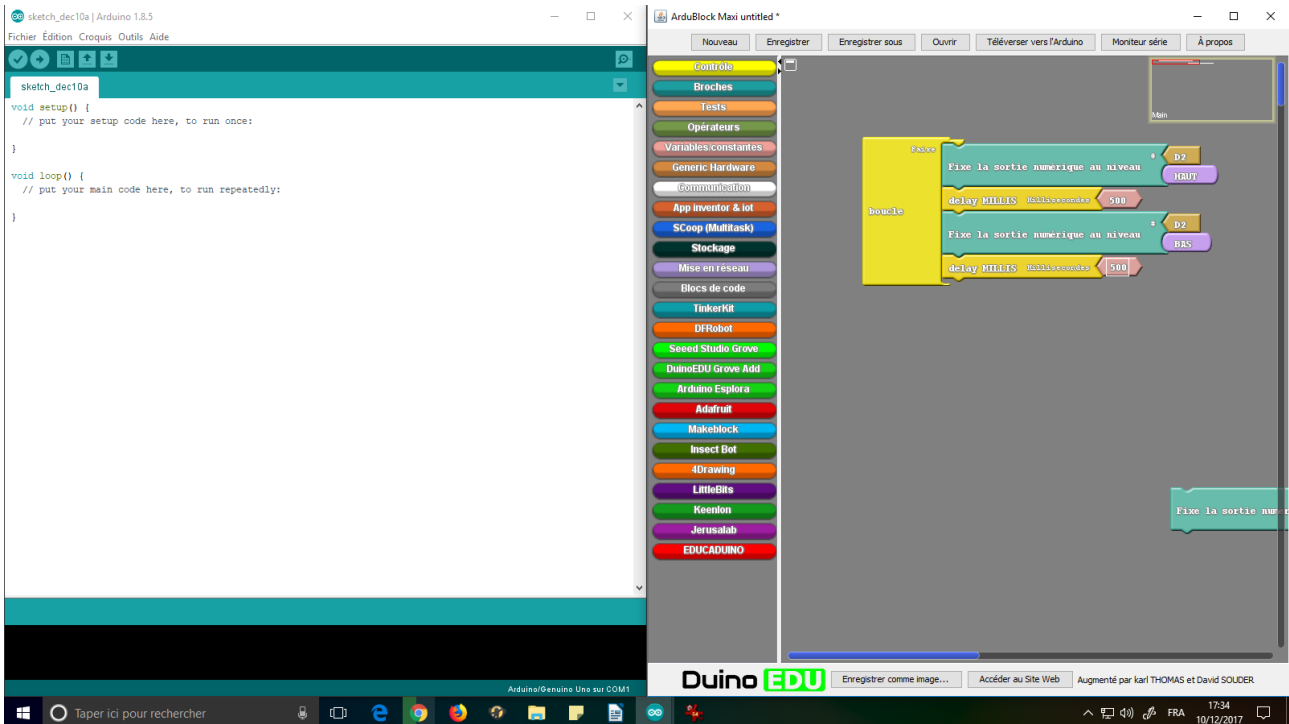 sketch_dec10a | Arduino 1.8.5
Fichier Édition Croquis Outils Aide
sketch_dec10a
void setup() {
// put your setup code here, to run once:
}
void loop() {
// put your main code here, to run repeatedly:
}
Arduino/Genuino Uno sur COM1
ArduBlock Maxi untitled *
Nouveau Enregistrer Enregistrer sous Ouvrir Téléverser vers l'Arduino Moniteur série À propos
Contrôle
Broches
Tests
Opérateurs
Variables/constantes
Generic Hardware
Communication
App inventor & iot
SCoop (Multitask)
Stockage
Mise en réseau
Blocs de code
TinkerKit
DFRobot
Seeed Studio Grove
DuinoEDU Grove Add
Arduino Esplora
Adafruit
Makeblock
Insect Bot
4Drawing
LittleBits
Keenlon
Jerusalab
EDUCADUINO
Main
boucle
Faire
Fixe la sortie numérique au niveau # D2
HAUT
delay MILLIS Millisecondes 500
Fixe la sortie numérique au niveau # D2
BAS
delay MILLIS Millisecondes 500
Fixe la sortie numér
Duino EDU Enregistrer comme image... Accéder au Site Web Augmenté par karl THOMAS et David SOUDER
Taper ici pour rechercher
FRA
17:34
10/12/2017